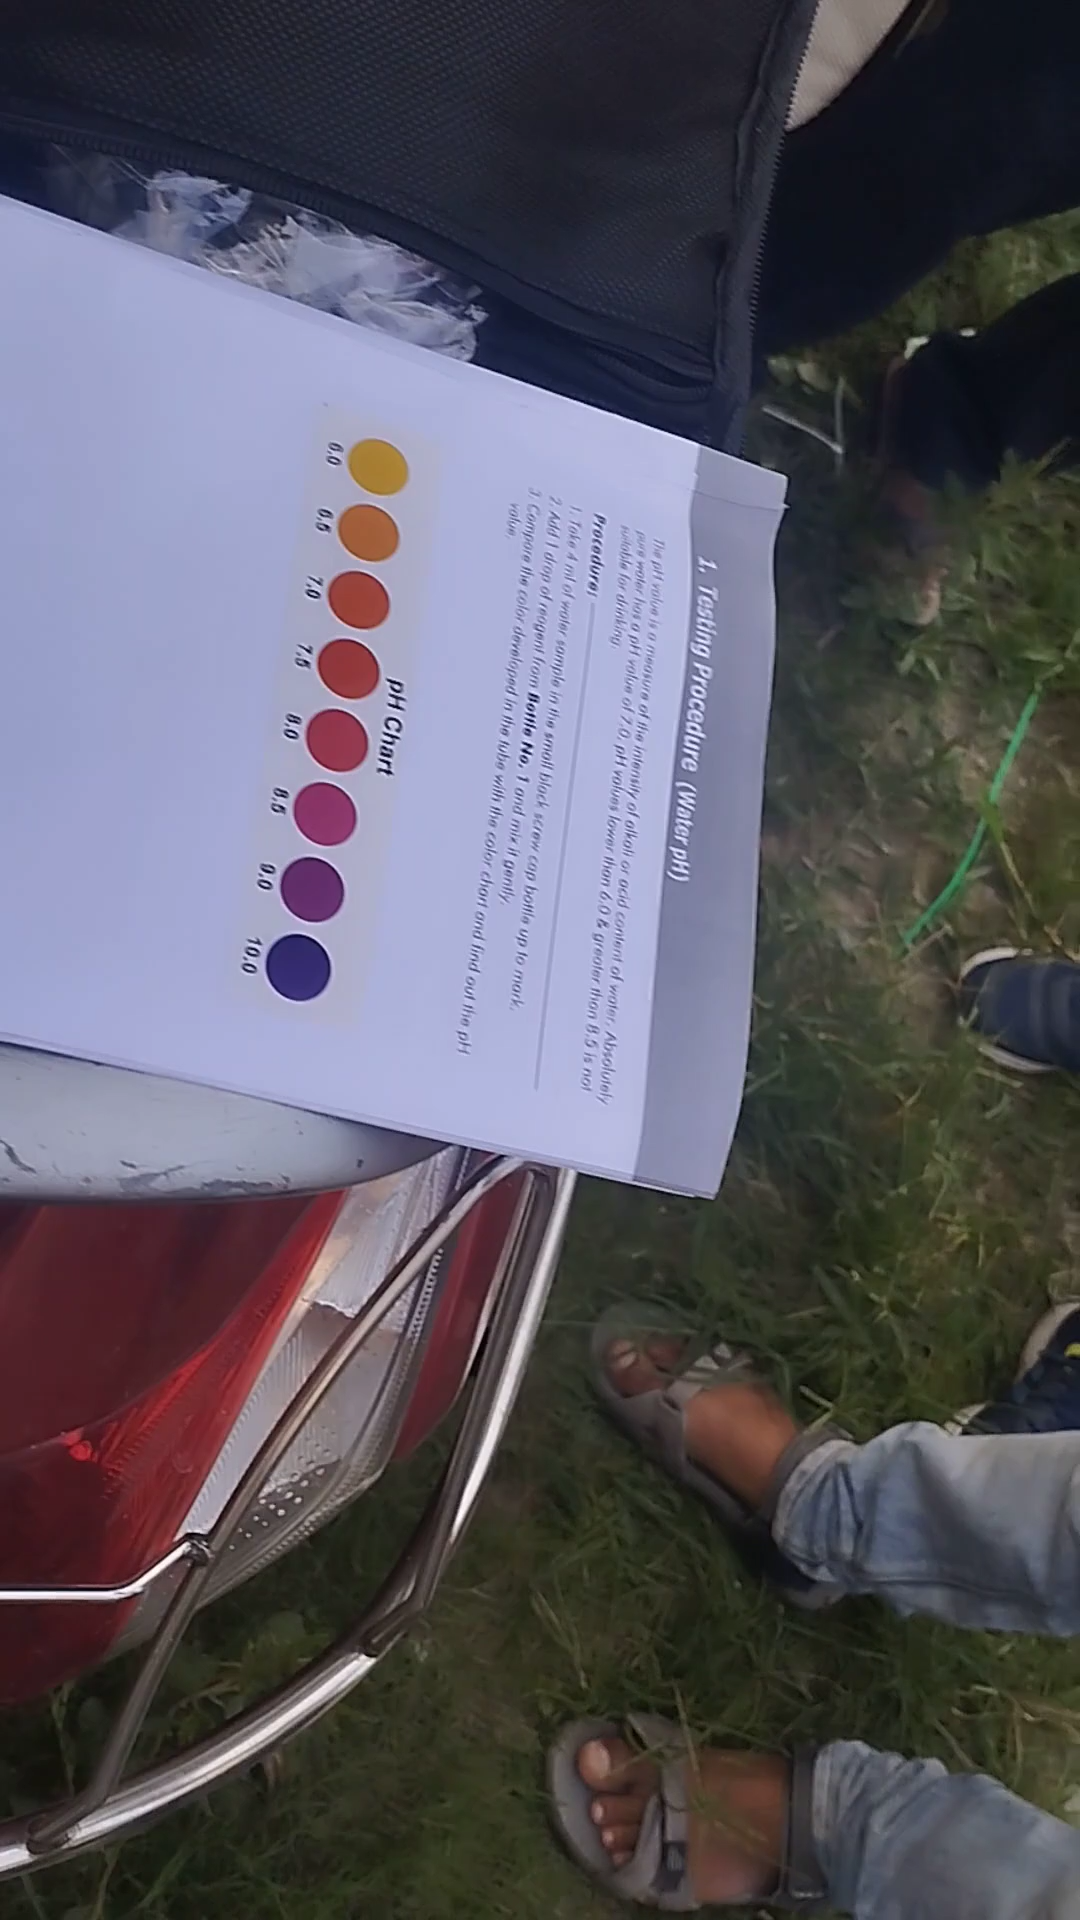 1. Testing Procedure (Water pH)
The pH value is a measure of the intensity of alkali or acid content of water. Absolutely
pure water has a pH value of 7.0, pH values lower than 6.0 & greater than 8.5 is not
suitable for drinking.
Procedure:
1. Take 4 ml of water sample in the small black screw cap bottle up to mark.
2. Add 1 drop of reagent from Bottle No. 1 and mix it gently.
3. Compare the color developed in the tube with the color chart and find out the pH
value.
pH Chart
6.0 6.5 7.0 7.5 8.0 8.5 9.0 10.0